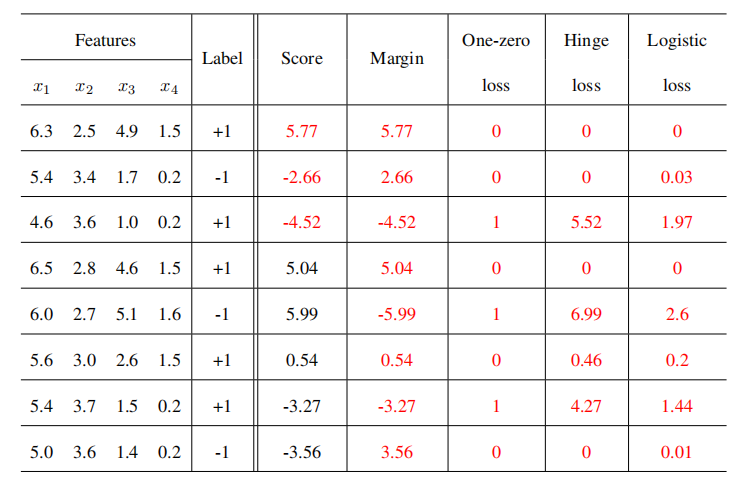 Features Label Score Margin One-zero loss Hinge loss Logistic loss
x1 x2 x3 x4
6.3 2.5 4.9 1.5 +1 5.77 5.77 0 0 0
5.4 3.4 1.7 0.2 -1 -2.66 2.66 0 0 0.03
4.6 3.6 1.0 0.2 +1 -4.52 -4.52 1 5.52 1.97
6.5 2.8 4.6 1.5 +1 5.04 5.04 0 0 0
6.0 2.7 5.1 1.6 -1 5.99 -5.99 1 6.99 2.6
5.6 3.0 2.6 1.5 +1 0.54 0.54 0 0.46 0.2
5.4 3.7 1.5 0.2 +1 -3.27 -3.27 1 4.27 1.44
5.0 3.6 1.4 0.2 -1 -3.56 3.56 0 0 0.01